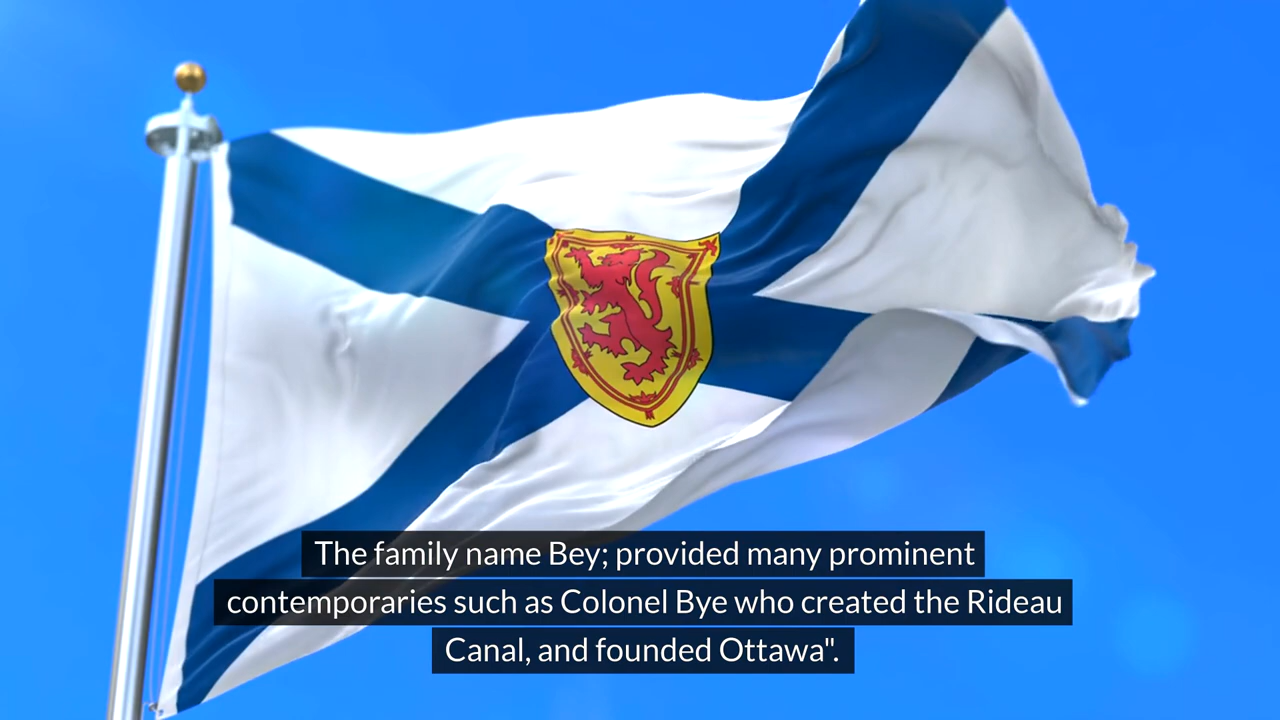 The family name Bey; provided many prominent
contemporaries such as Colonel Bye who created the Rideau
Canal, and founded Ottawa".